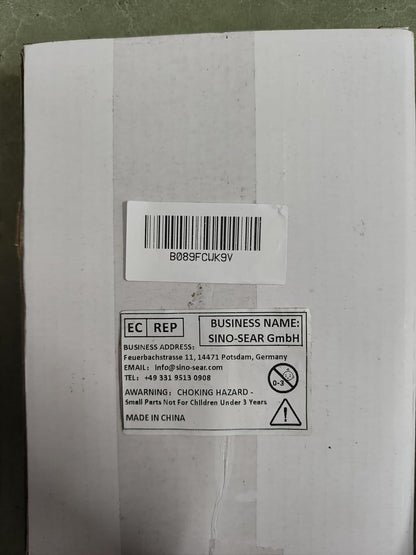 B089FCWK9V
EC REP
BUSINESS NAME:
SINO-SEAR GmbH
BUSINESS ADDRESS:
Feuerbachstrasse 11, 14471 Potsdam, Germany
EMAIL: info@sino-sear.com
TEL: +49 331 9513 0908
0-3
AWARNING: CHOKING HAZARD -
Small Parts Not For Children Under 3 Years
MADE IN CHINA